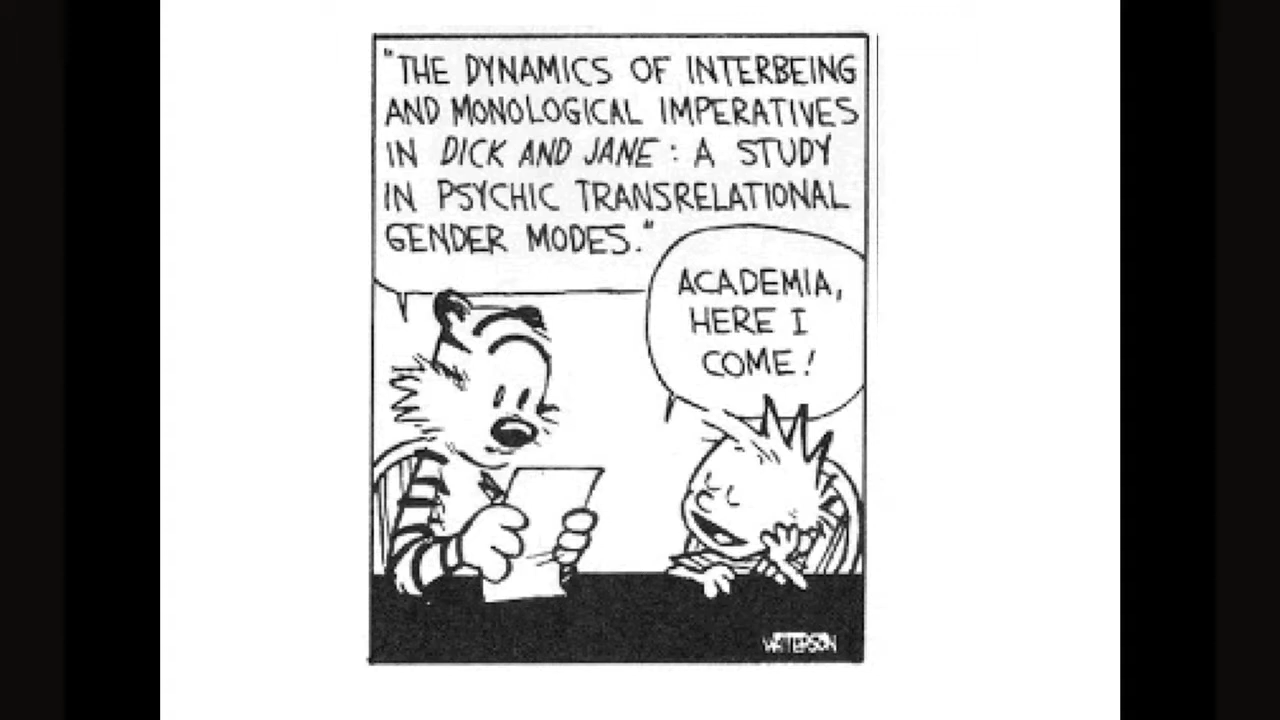 "THE DYNAMICS OF INTERBEING
AND MONOLOGICAL IMPERATIVES
IN DICK AND JANE : A STUDY
IN PSYCHIC TRANSRELATIONAL
GENDER MODES."
ACADEMIA,
HERE I
COME!
WATTERSON